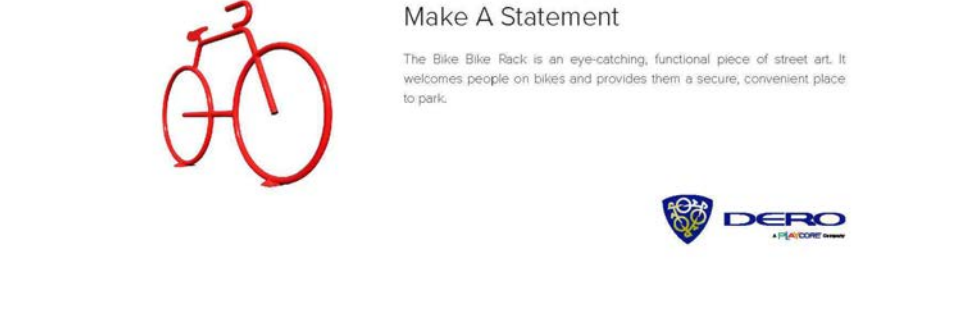 Make A Statement
The Bike Bike Rack is an eye-catching, functional piece of street art. It
welcomes people on bikes and provides them a secure, convenient place
to park.
DERO
A PLAYCORE Company